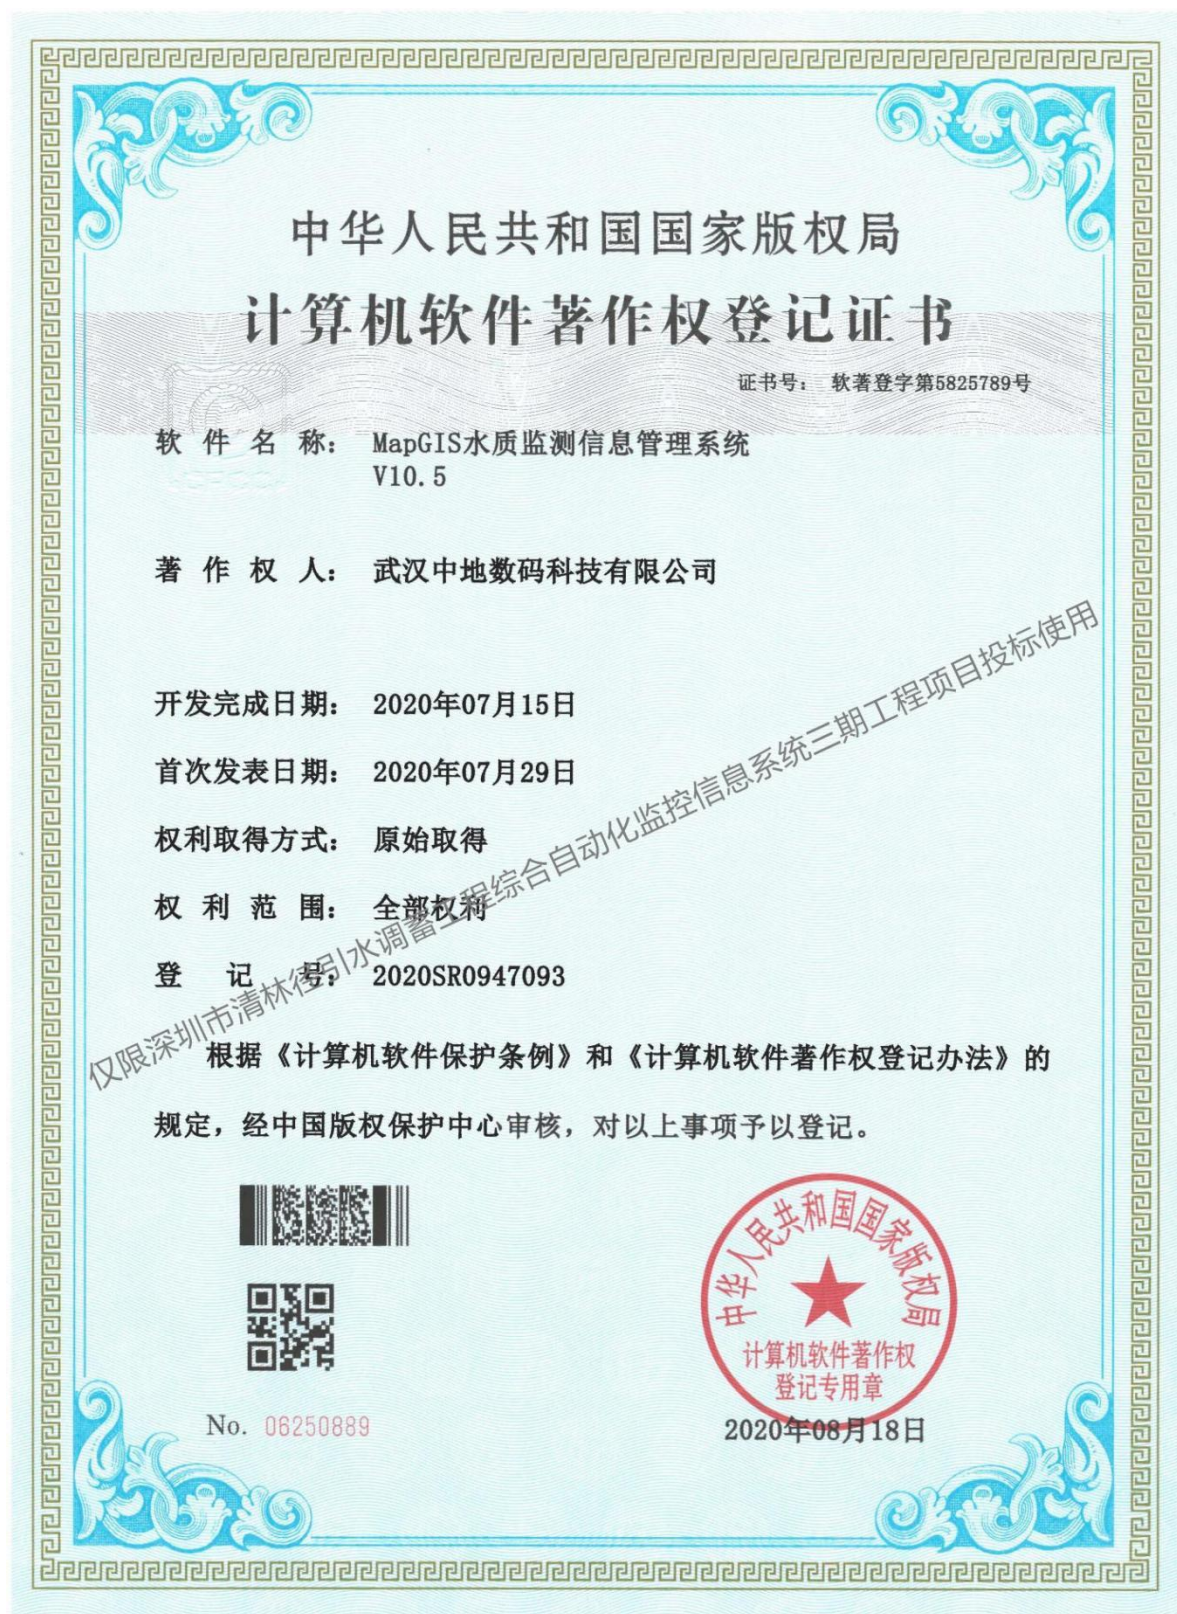 中华人民共和国国家版权局
计算机软件著作权登记证书
证书号： 软著登字第5825789号
软件名称： MapGIS水质监测信息管理系统
V10.5
著作权人： 武汉中地数码科技有限公司
开发完成日期： 2020年07月15日
首次发表日期： 2020年07月29日
权利取得方式： 原始取得
权利范围： 全部权利
登记号： 2020SR0947093
根据《计算机软件保护条例》和《计算机软件著作权登记办法》的
规定，经中国版权保护中心审核，对以上事项予以登记。
仅限深圳市清林径引水调蓄工程综合自动化监控信息系统三期工程项目投标使用
中华人民共和国国家版权局
计算机软件著作权
登记专用章
No. 06250889
2020年08月18日